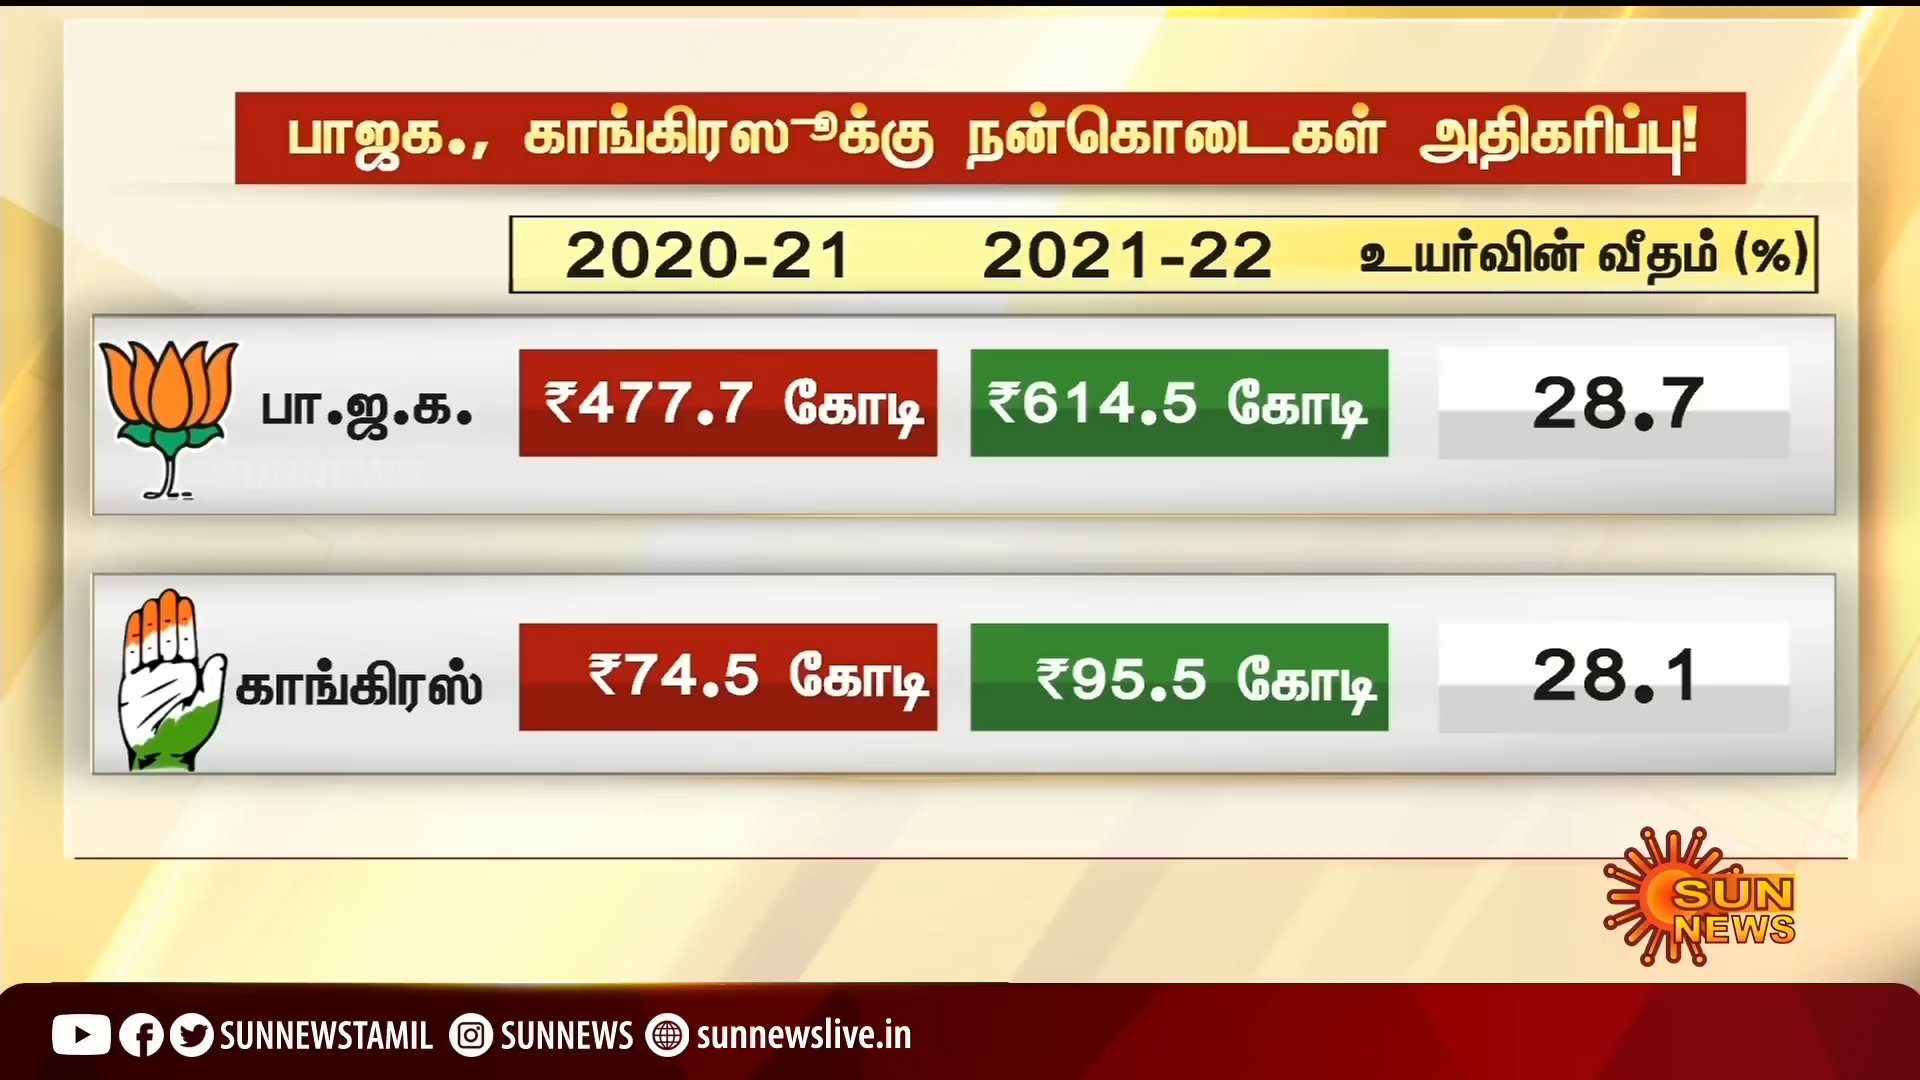 பாஜக., காங்கிரஸூக்கு நன்கொடைகள் அதிகரிப்பு!
2020-21 2021-22 உயர்வின் வீதம் (%)
பா.ஜ.க. ₹477.7 கோடி ₹614.5 கோடி 28.7
SUNNEWS
காங்கிரஸ் ₹74.5 கோடி ₹95.5 கோடி 28.1
SUN
NEWS
SUNNEWSTAMIL SUNNEWS sunnewslive.in